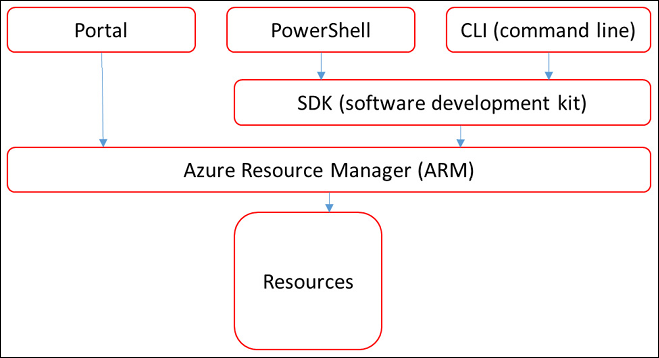 Portal
PowerShell
CLI (command line)
SDK (software development kit)
Azure Resource Manager (ARM)
Resources